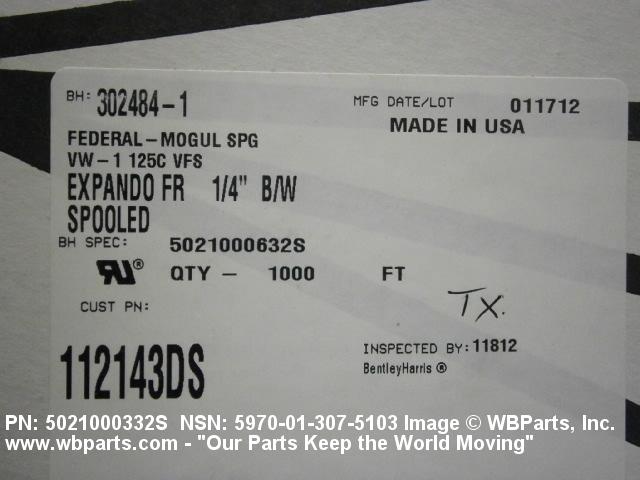 BH: 302484-1 MFG DATE/LOT 011712
MADE IN USA
FEDERAL-MOGUL SPG
VW-1 125C VFS
EXPANDO FR 1/4" B/W
SPOOLED
BH SPEC: 5021000632S
RU® QTY - 1000 FT
TX.
CUST PN:
112143DS
INSPECTED BY: 11812
BentleyHarris ®
PN: 5021000332S NSN: 5970-01-307-5103 Image © WBParts, Inc.
www.wbparts.com - "Our Parts Keep the World Moving"